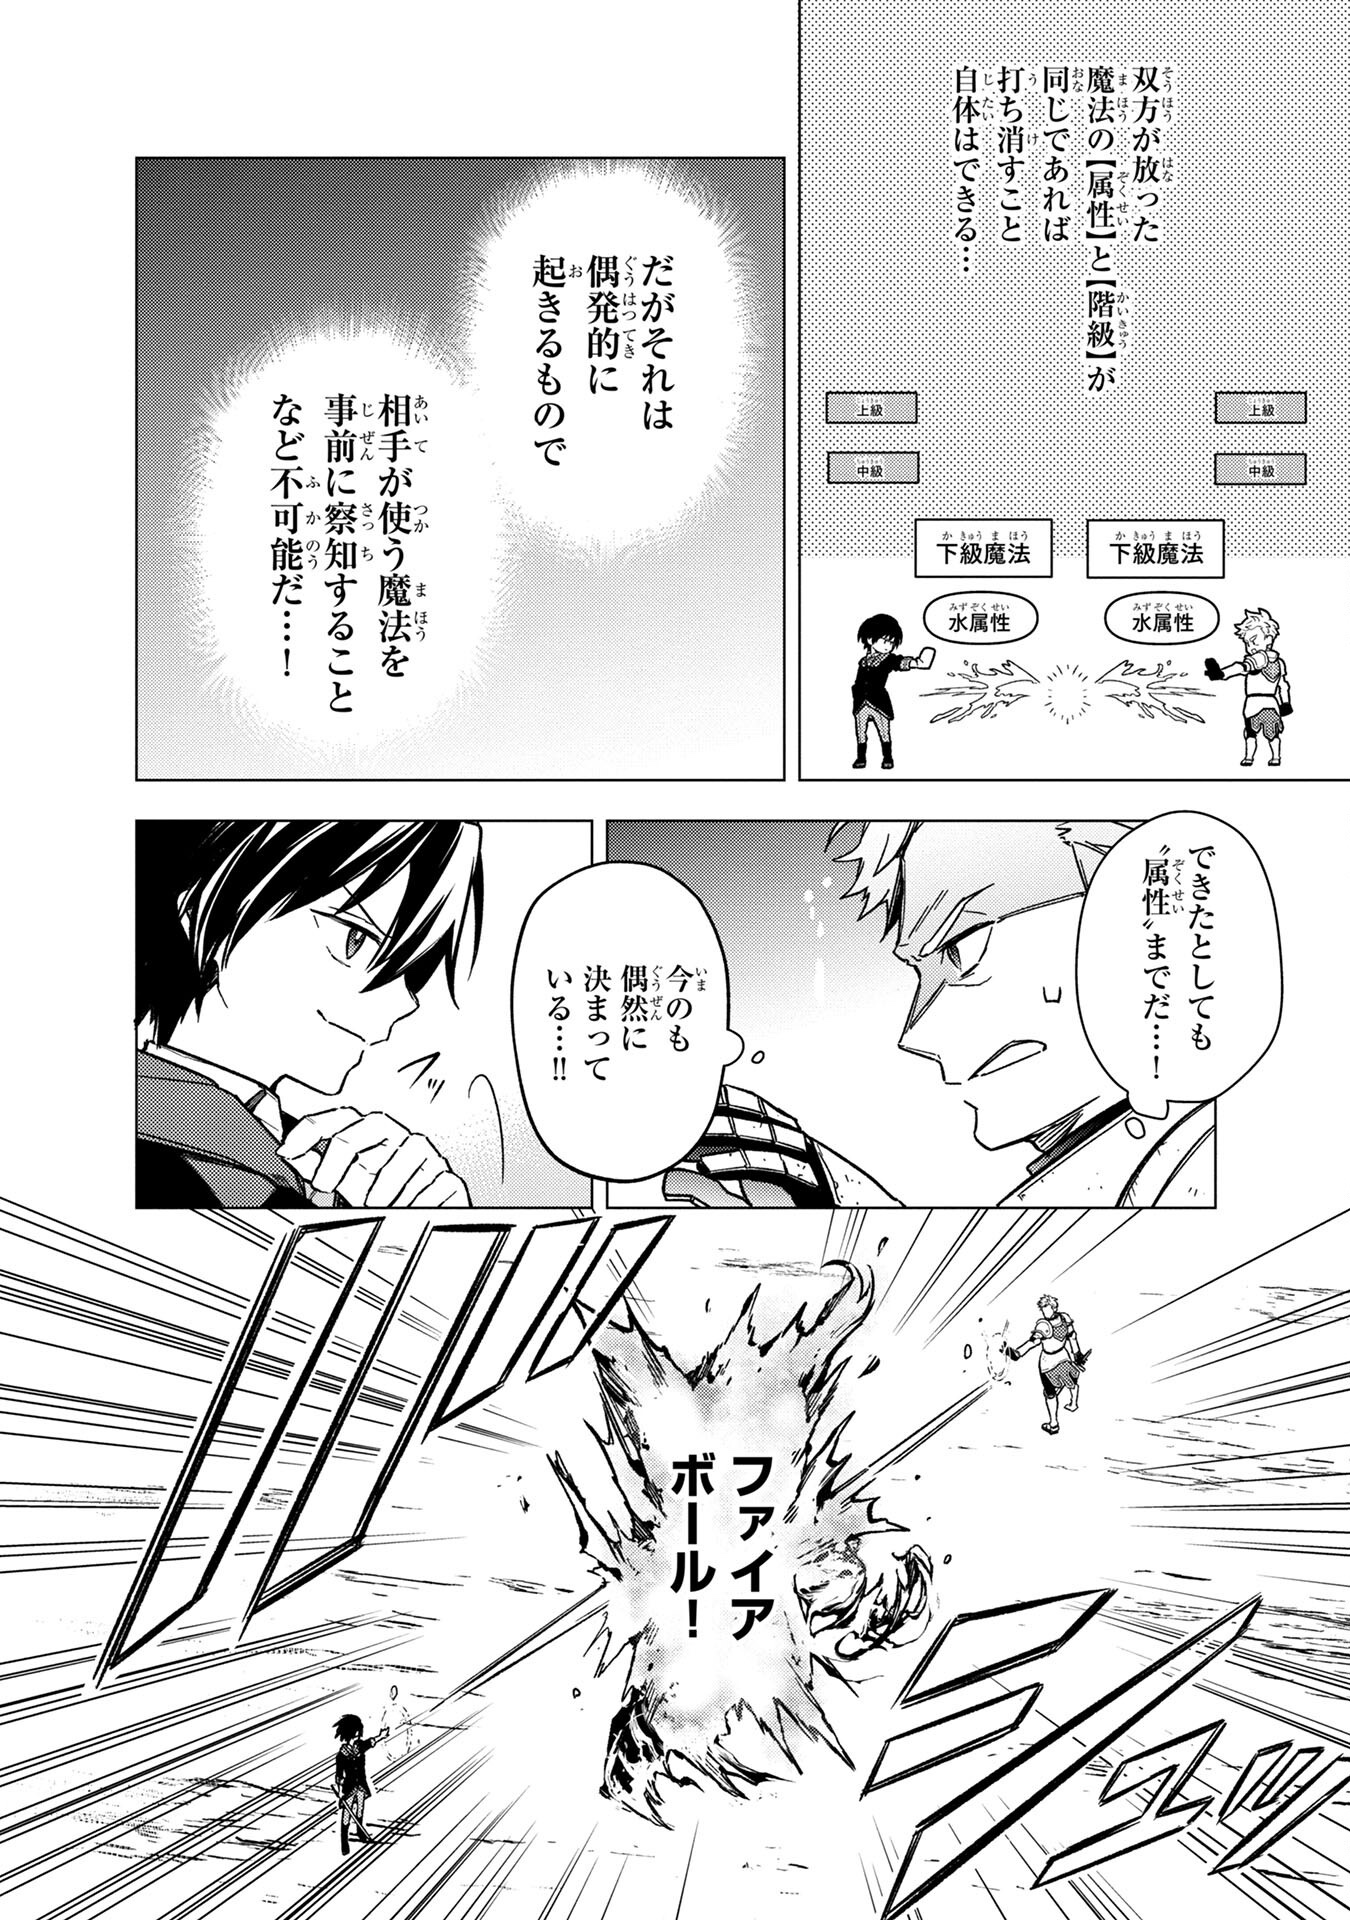 双方が放った
魔法の【属性】と【階級】が
同じであれば
打ち消すこと
自体はできる…
上級
中級
下級魔法
水属性
上級
中級
下級魔法
水属性
だがそれは
偶発的に
起きるもので
相手が使う魔法を
事前に察知すること
など不可能だ…!
できたとしても
〝属性〟までだ…!
今のも
偶然に
決まって
いる…!!
ファイア
ボール!
シュッ